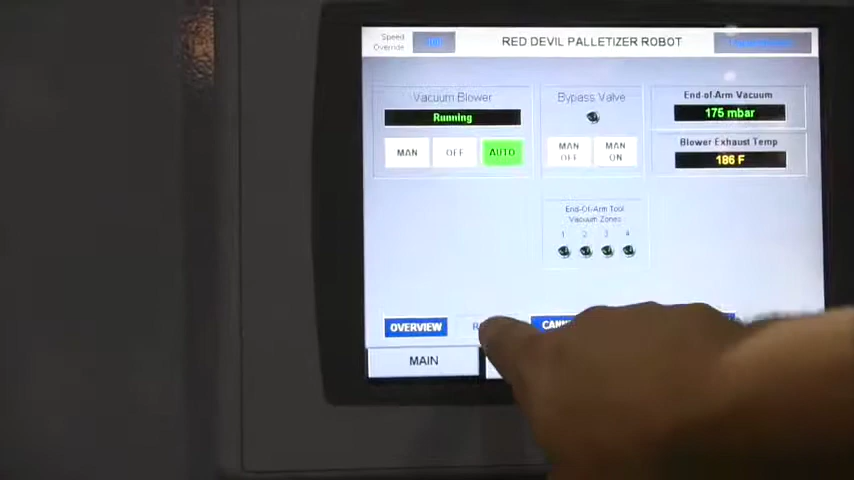 Speed
Override
RED DEVIL PALLETIZER ROBOT
Vacuum Blower
Running
MAN
OFF
AUTO
Bypass Valve
MAN
OFF
MAN
ON
End-of-Arm Vacuum
175 mbar
Blower Exhaust Temp
186 F
End-Of-Arm Tool
Vacuum Zones
1 2 3 4
OVERVIEW
MAIN